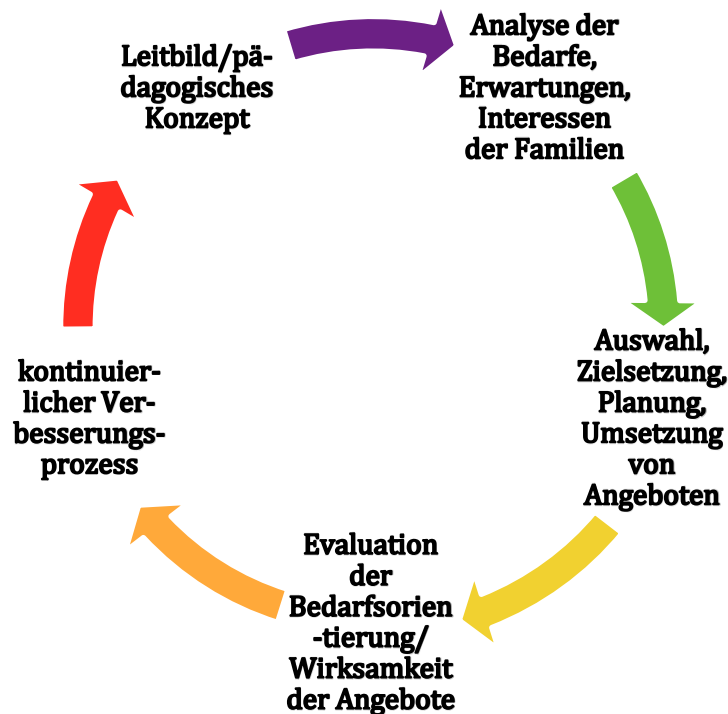 Leitbild/pä-
dagogisches
Konzept
Analyse der
Bedarfe,
Erwartungen,
Interessen
der Familien
Auswahl,
Zielsetzung,
Planung,
Umsetzung
von
Angeboten
Evaluation
der
Bedarfsorien
-tierung/
Wirksamkeit
der Angebote
kontinuier-
licher Ver-
besserungs-
prozess